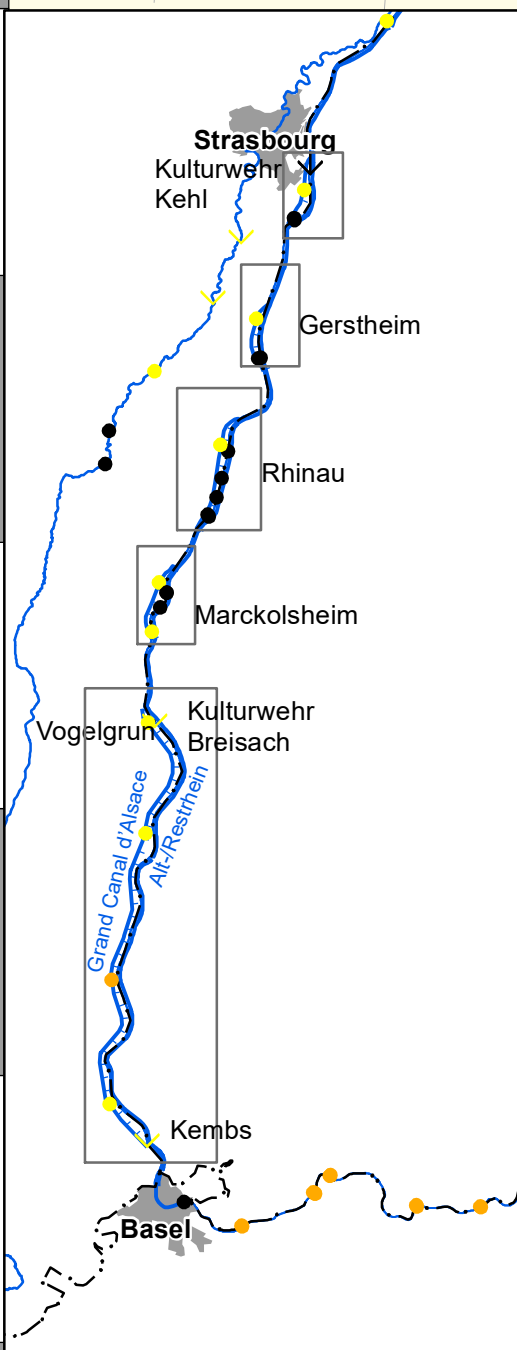 Strasbourg
Kulturwehr
Kehl
Gerstheim
Rhinau
Marckolsheim
Vogelgrun
Kulturwehr
Breisach
Grand Canal d'Alsace
Alt-/Restrhein
Kembs
Basel